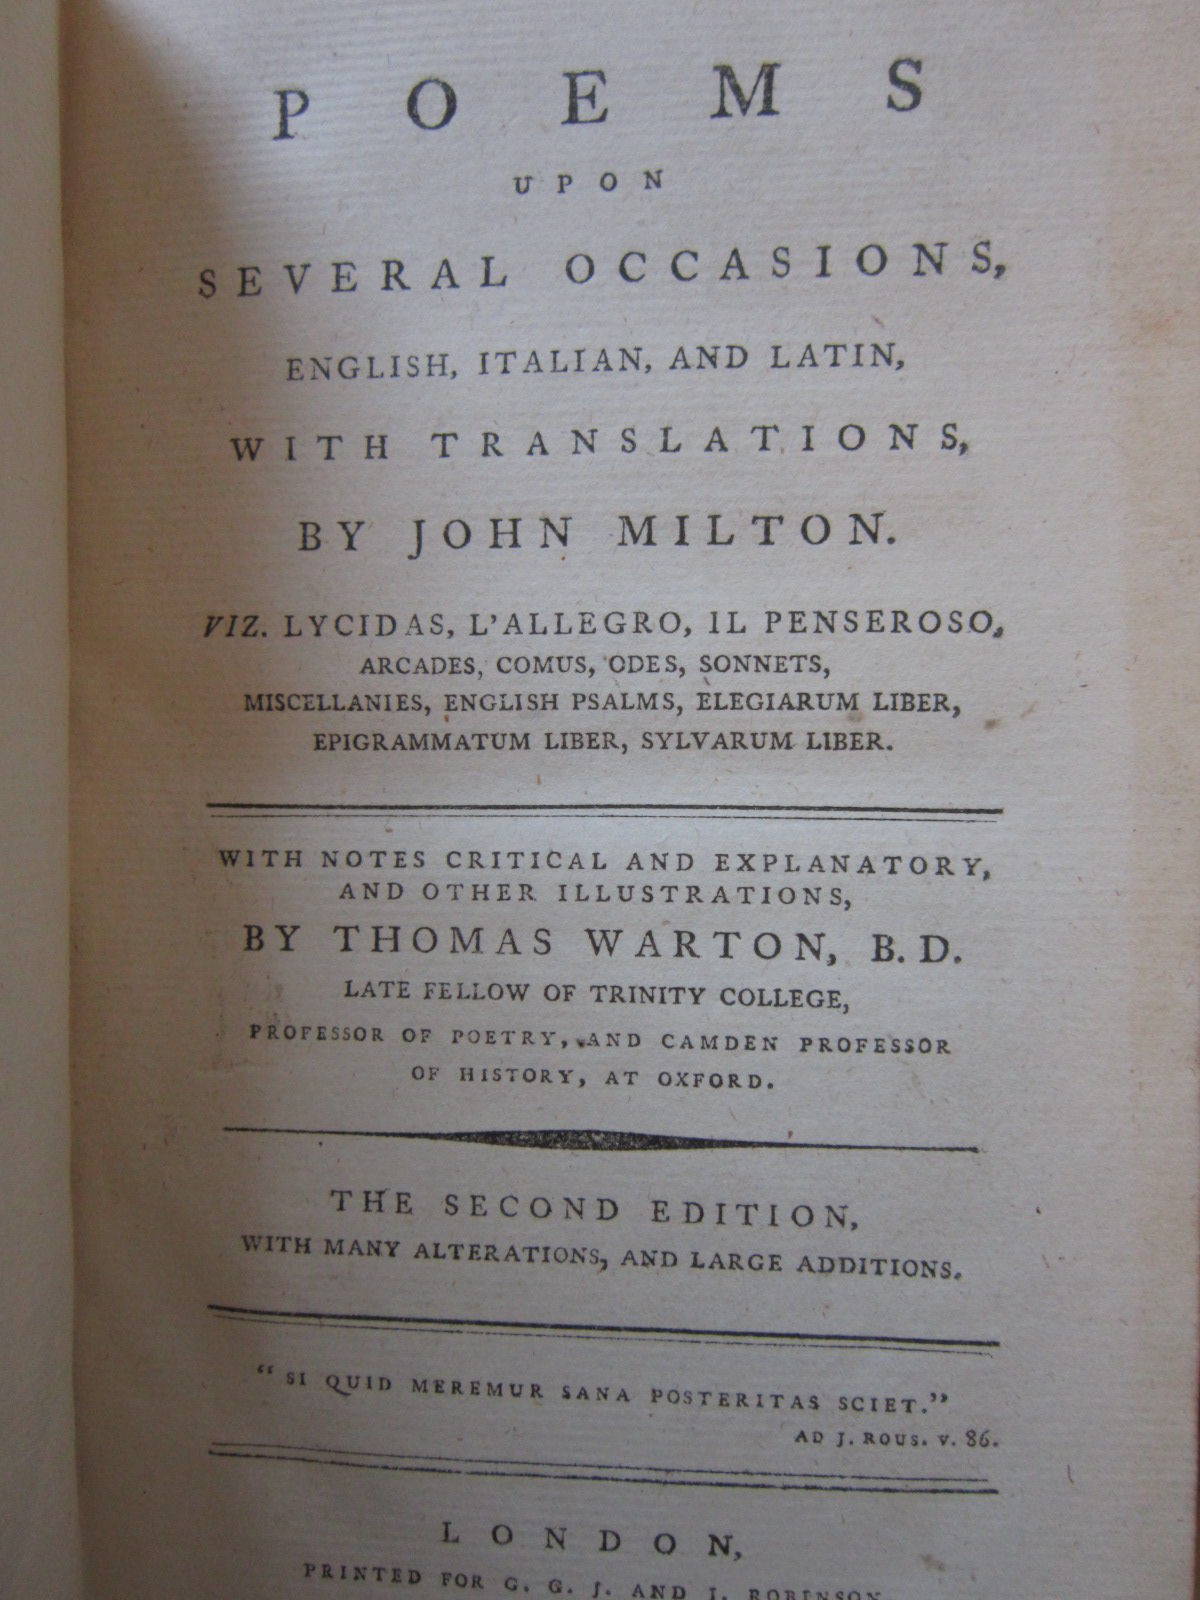 POEMS
UPON
SEVERAL OCCASIONS,
ENGLISH, ITALIAN, AND LATIN,
WITH TRANSLATIONS,
BY JOHN MILTON.
VIZ. LYCIDAS, L'ALLEGRO, IL PENSEROSO,
ARCADES, COMUS, ODES, SONNETS,
MISCELLANIES, ENGLISH PSALMS, ELEGIARUM LIBER,
EPIGRAMMATUM LIBER, SYLVARUM LIBER.
WITH NOTES CRITICAL AND EXPLANATORY,
AND OTHER ILLUSTRATIONS,
BY THOMAS WARTON, B. D.
LATE FELLOW OF TRINITY COLLEGE,
PROFESSOR OF POETRY, AND CAMDEN PROFESSOR
OF HISTORY, AT OXFORD.
THE SECOND EDITION,
WITH MANY ALTERATIONS, AND LARGE ADDITIONS.
"SI QUID MEREMUR SANA POSTERITAS SCIET."
AD J. ROUS. v. 86.
LONDON,
PRINTED FOR G. G. J. AND J. ROBINSON,